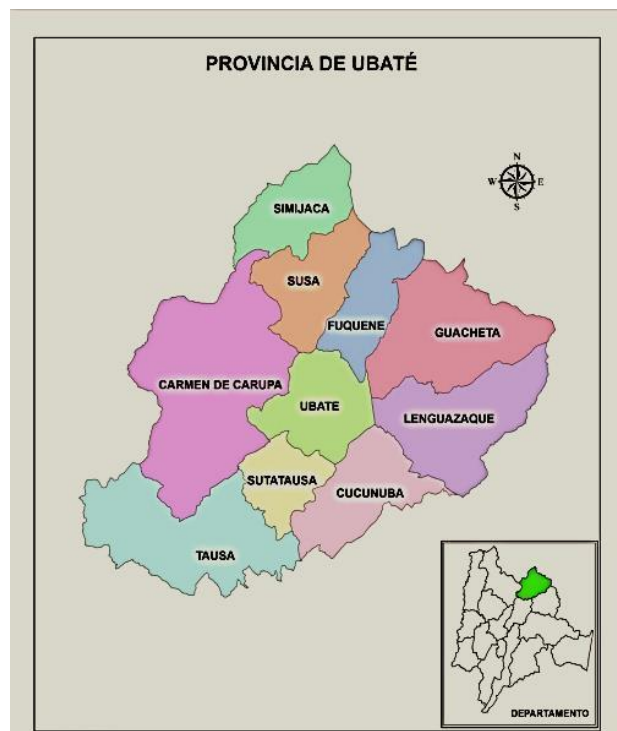 PROVINCIA DE UBATÉ
N
W
E
S
SIMIJACA
SUSA
FUQUENE
GUACHETA
CARMEN DE CARUPA
UBATE
LENGUAZAQUE
SUTATAUSA
CUCUNUBA
TAUSA
DEPARTAMENTO